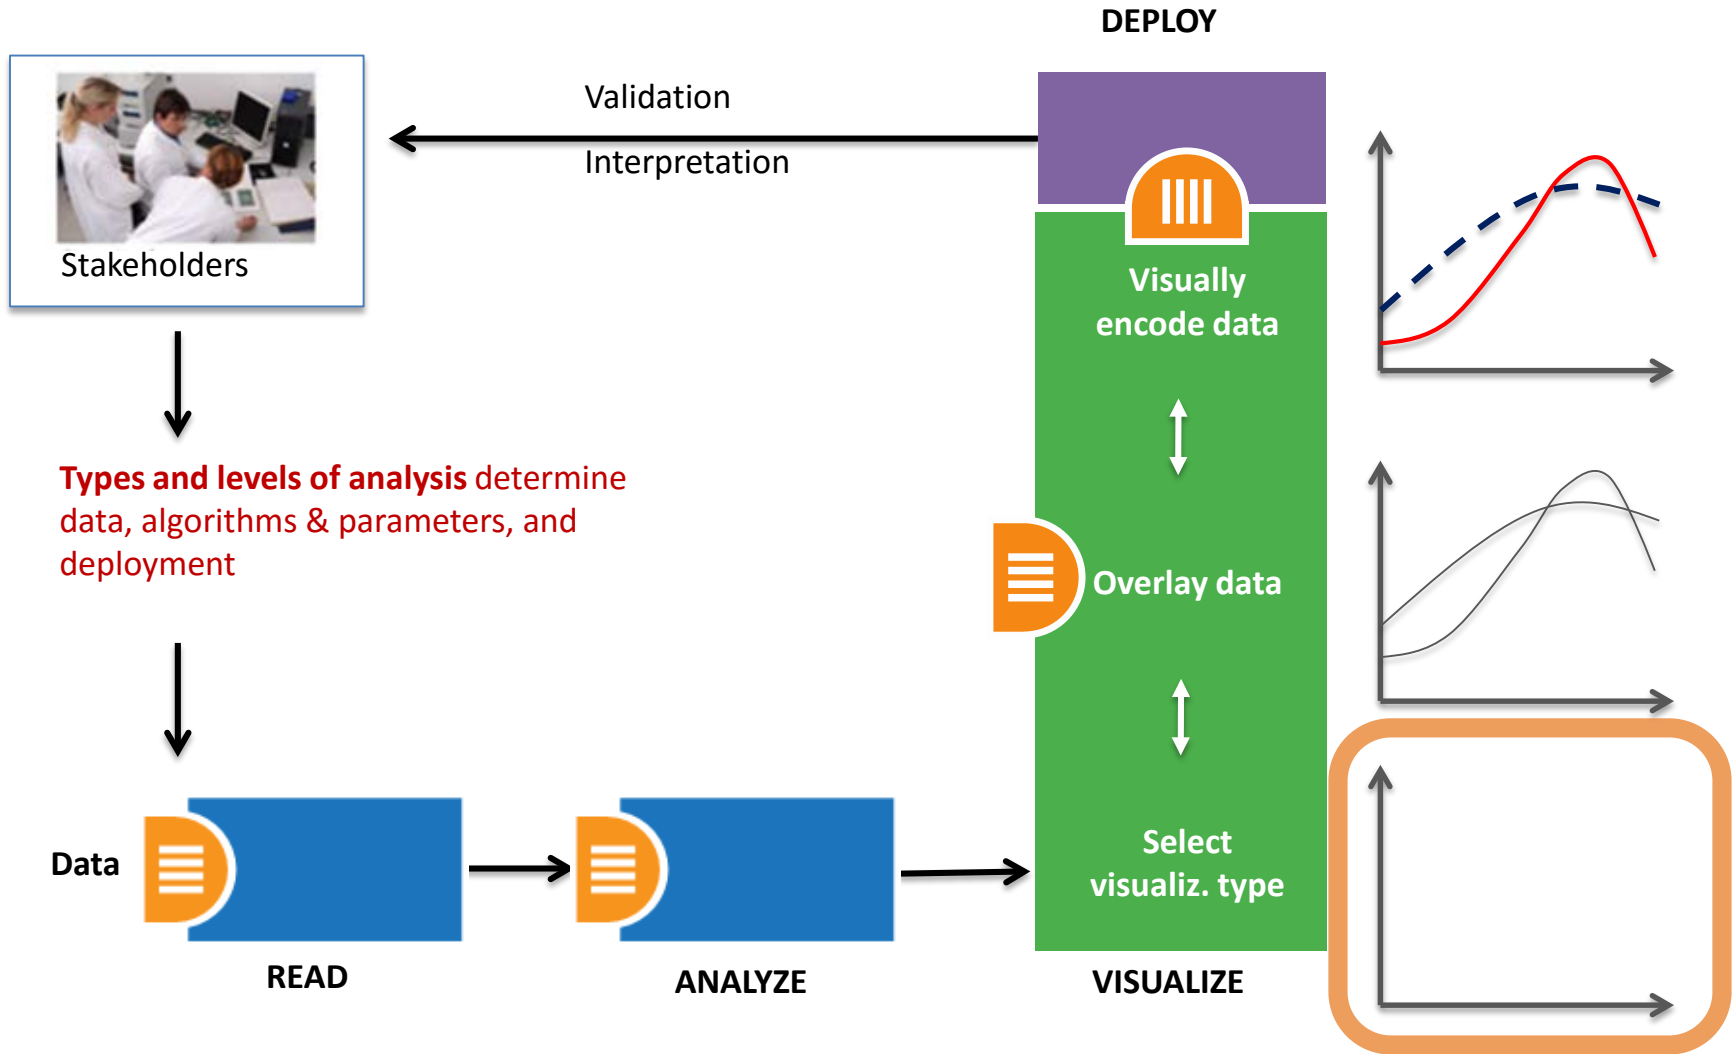 DEPLOY
Validation
Interpretation
Stakeholders
Visually
encode data
Types and levels of analysis determine
data, algorithms & parameters, and
deployment
Overlay data
Data
Select
visualiz. type
READ
ANALYZE
VISUALIZE